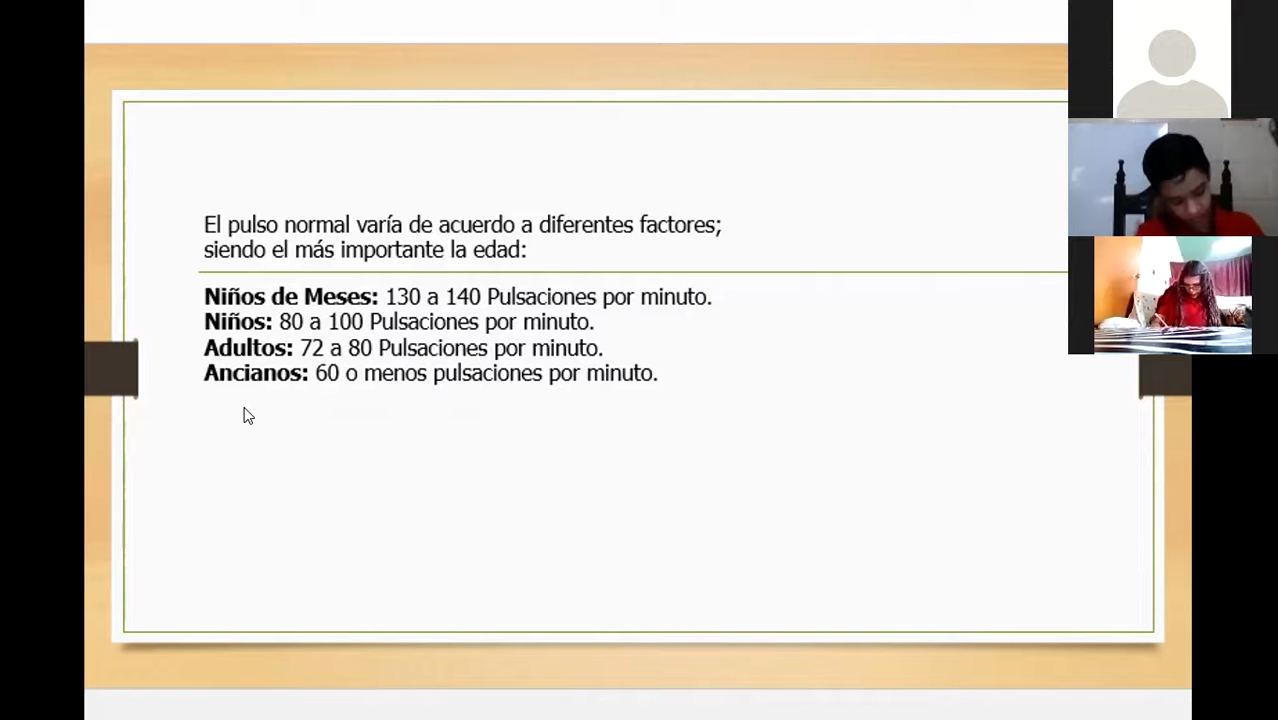 El pulso normal varía de acuerdo a diferentes factores;
siendo el más importante la edad:
Niños de Meses: 130 a 140 Pulsaciones por minuto.
Niños: 80 a 100 Pulsaciones por minuto.
Adultos: 72 a 80 Pulsaciones por minuto.
Ancianos: 60 o menos pulsaciones por minuto.